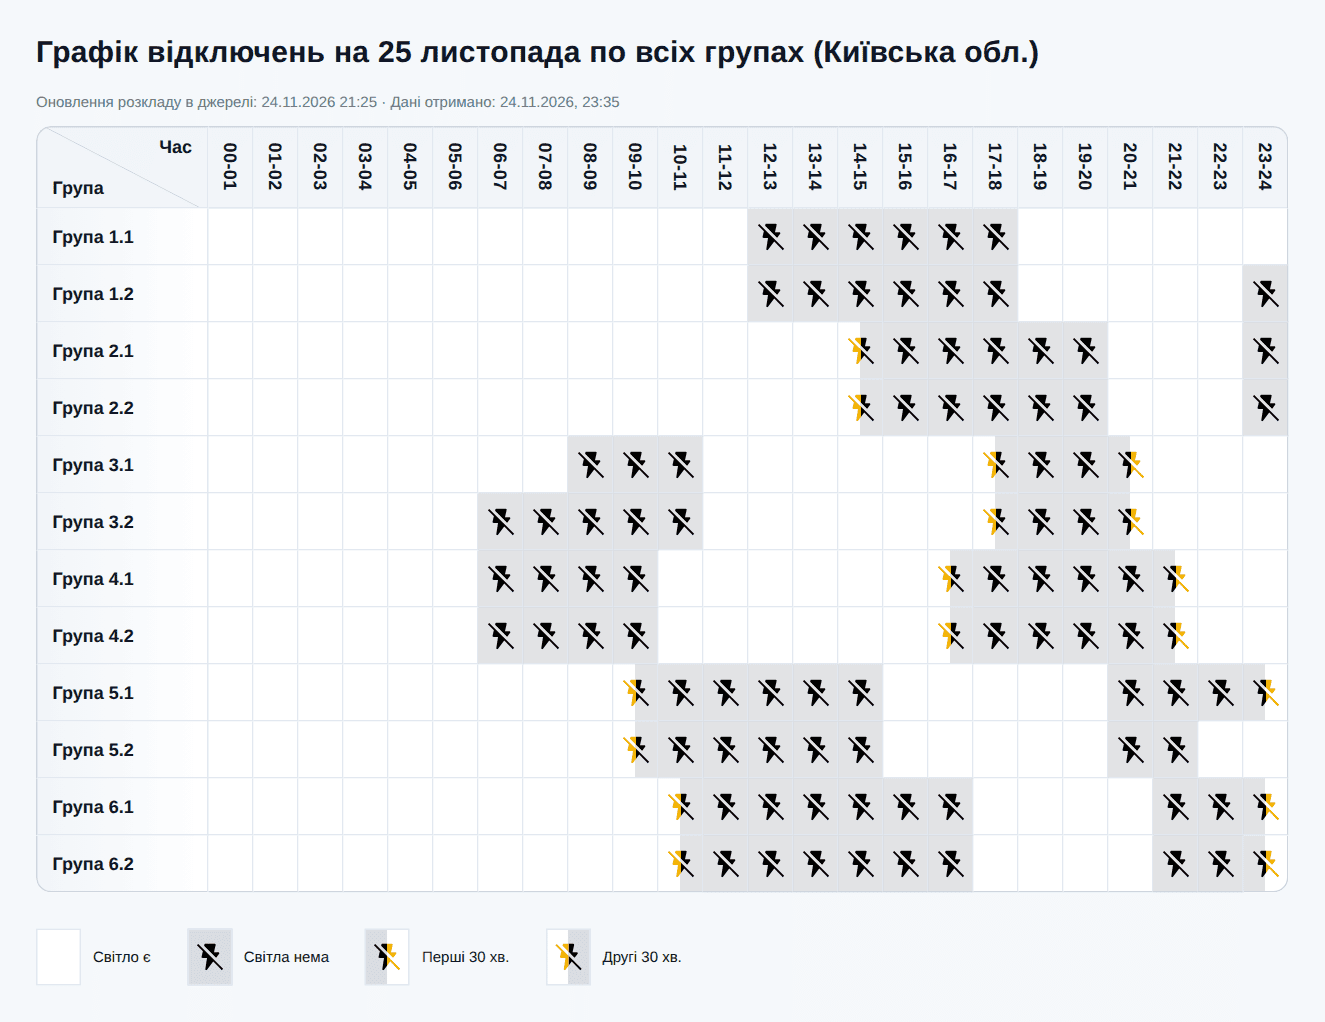 Графік відключень на 25 листопада по всіх групах (Київська обл.)
Оновлення розкладу в джерелі: 24.11.2026 21:25 · Дані отримано: 24.11.2026, 23:35
Час
Група
00-01 01-02 02-03 03-04 04-05 05-06 06-07 07-08 08-09 09-10 10-11 11-12 12-13 13-14 14-15 15-16 16-17 17-18 18-19 19-20 20-21 21-22 22-23 23-24
Група 1.1
Група 1.2
Група 2.1
Група 2.2
Група 3.1
Група 3.2
Група 4.1
Група 4.2
Група 5.1
Група 5.2
Група 6.1
Група 6.2
Світло є Світла нема Перші 30 хв. Другі 30 хв.